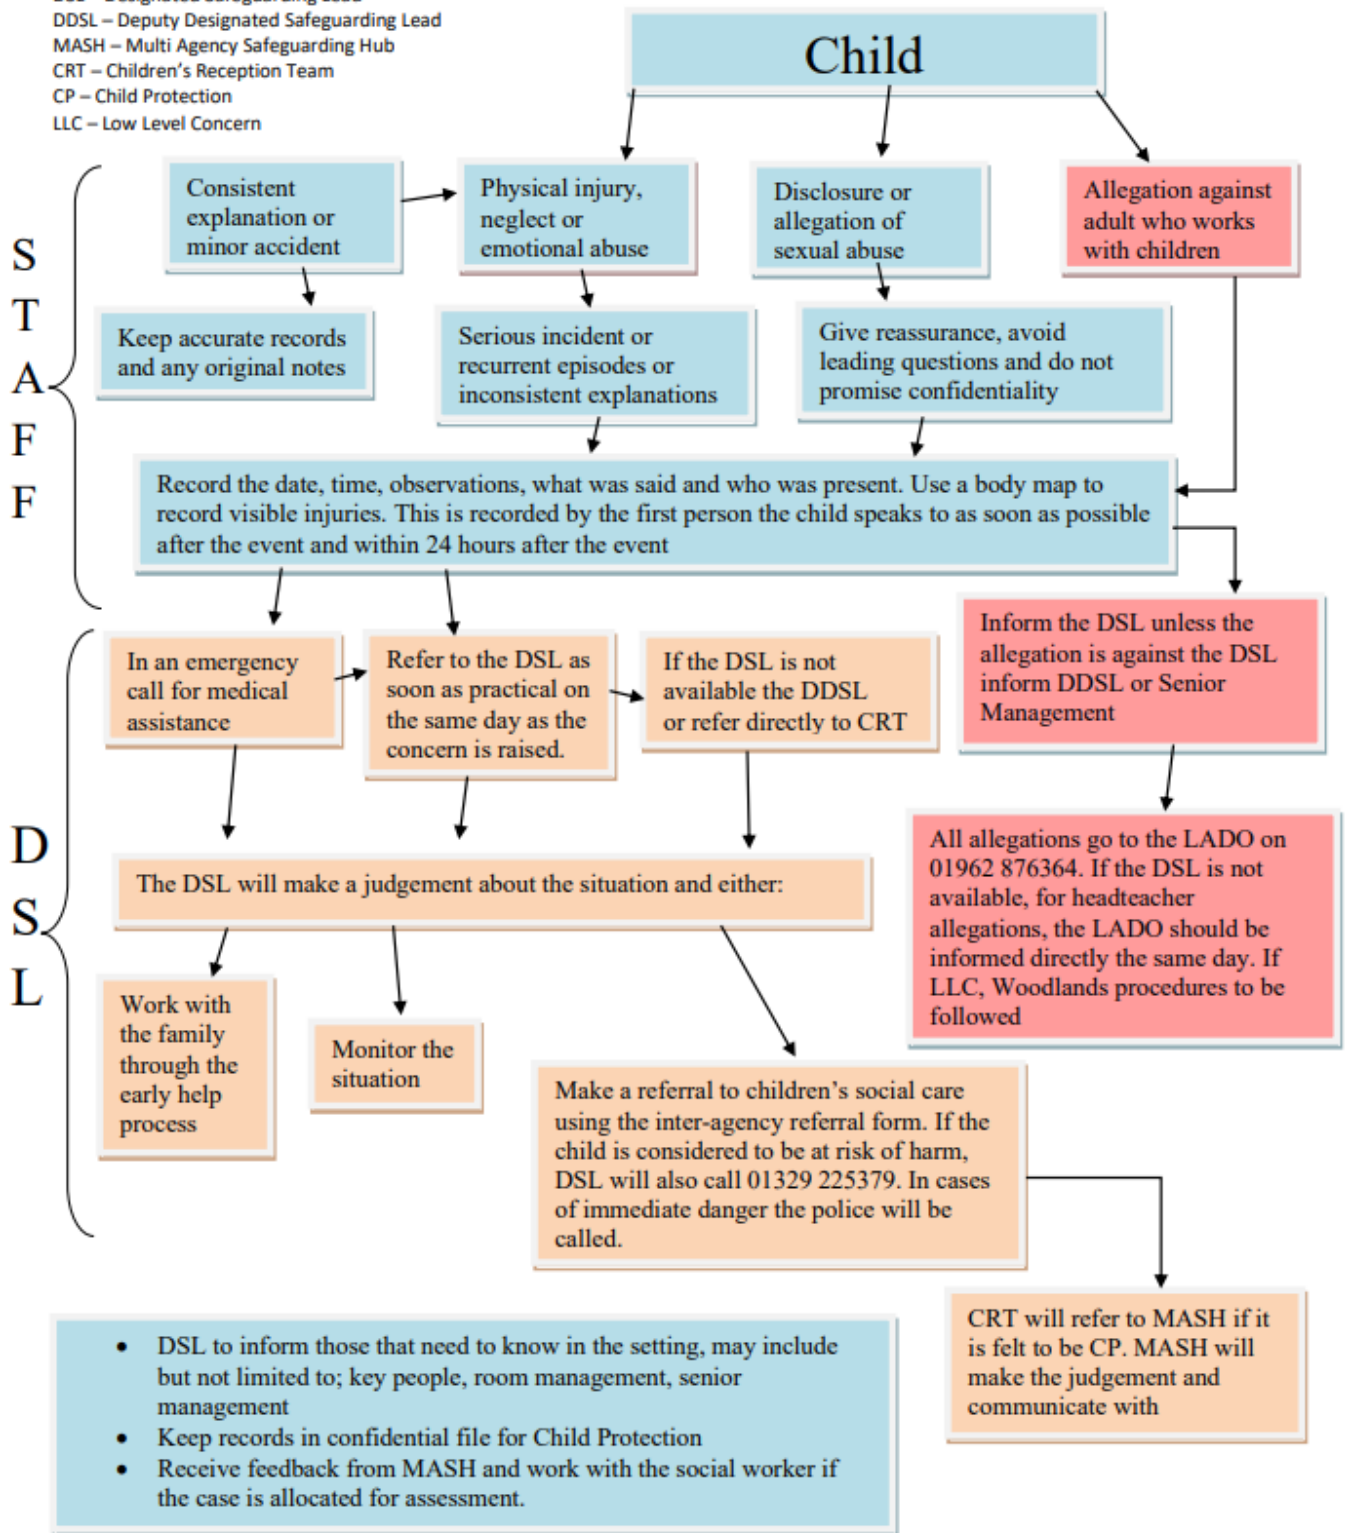 DDSL – Deputy Designated Safeguarding Lead
MASH – Multi Agency Safeguarding Hub
CRT – Children's Reception Team
CP – Child Protection
LLC – Low Level Concern
Child
Consistent
explanation or
minor accident
Physical injury,
neglect or
emotional abuse
Disclosure or
allegation of
sexual abuse
Allegation against
adult who works
with children
S
T
A
F
F
Keep accurate records
and any original notes
Serious incident or
recurrent episodes or
inconsistent explanations
Give reassurance, avoid
leading questions and do not
promise confidentiality
Record the date, time, observations, what was said and who was present. Use a body map to
record visible injuries. This is recorded by the first person the child speaks to as soon as possible
after the event and within 24 hours after the event
In an emergency
call for medical
assistance
Refer to the DSL as
soon as practical on
the same day as the
concern is raised.
If the DSL is not
available the DDSL
or refer directly to CRT
Inform the DSL unless the
allegation is against the DSL
inform DDSL or Senior
Management
D
S
L
The DSL will make a judgement about the situation and either:
All allegations go to the LADO on
01962 876364. If the DSL is not
available, for headteacher
allegations, the LADO should be
informed directly the same day. If
LLC, Woodlands procedures to be
followed
Work with
the family
through the
early help
process
Monitor the
situation
Make a referral to children's social care
using the inter-agency referral form. If the
child is considered to be at risk of harm,
DSL will also call 01329 225379. In cases
of immediate danger the police will be
called.
CRT will refer to MASH if it
is felt to be CP. MASH will
make the judgement and
communicate with
• DSL to inform those that need to know in the setting, may include
but not limited to; key people, room management, senior
management
• Keep records in confidential file for Child Protection
• Receive feedback from MASH and work with the social worker if
the case is allocated for assessment.